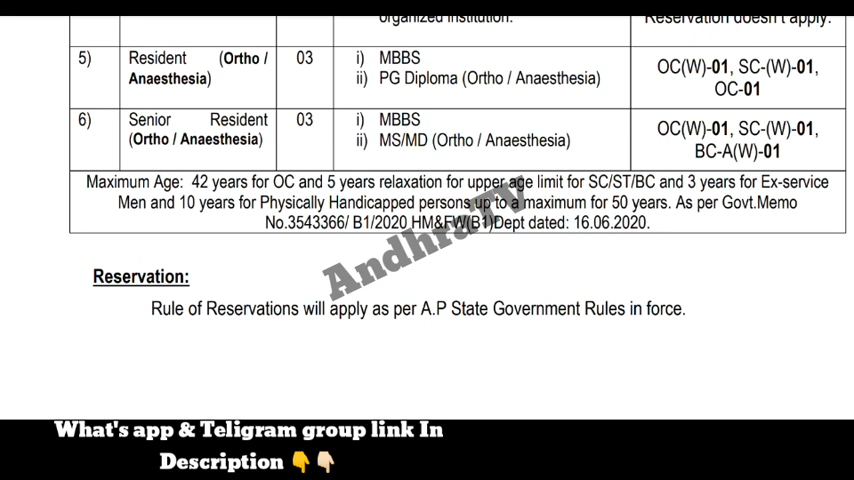 organized institution.
Reservation doesn't apply.
5) Resident (Ortho / Anaesthesia) 03 i) MBBS
ii) PG Diploma (Ortho / Anaesthesia)
OC(W)-01, SC-(W)-01,
OC-01
6) Senior Resident (Ortho / Anaesthesia) 03 i) MBBS
ii) MS/MD (Ortho / Anaesthesia)
OC(W)-01, SC-(W)-01,
BC-A(W)-01
Maximum Age: 42 years for OC and 5 years relaxation for upper age limit for SC/ST/BC and 3 years for Ex-service
Men and 10 years for Physically Handicapped persons up to a maximum for 50 years. As per Govt.Memo
No.3543366/ B1/2020 HM&FW(B1)Dept dated: 16.06.2020.
AndhraTV
Reservation:
Rule of Reservations will apply as per A.P State Government Rules in force.
What's app & Teligram group link In
Description 👇👇🏻